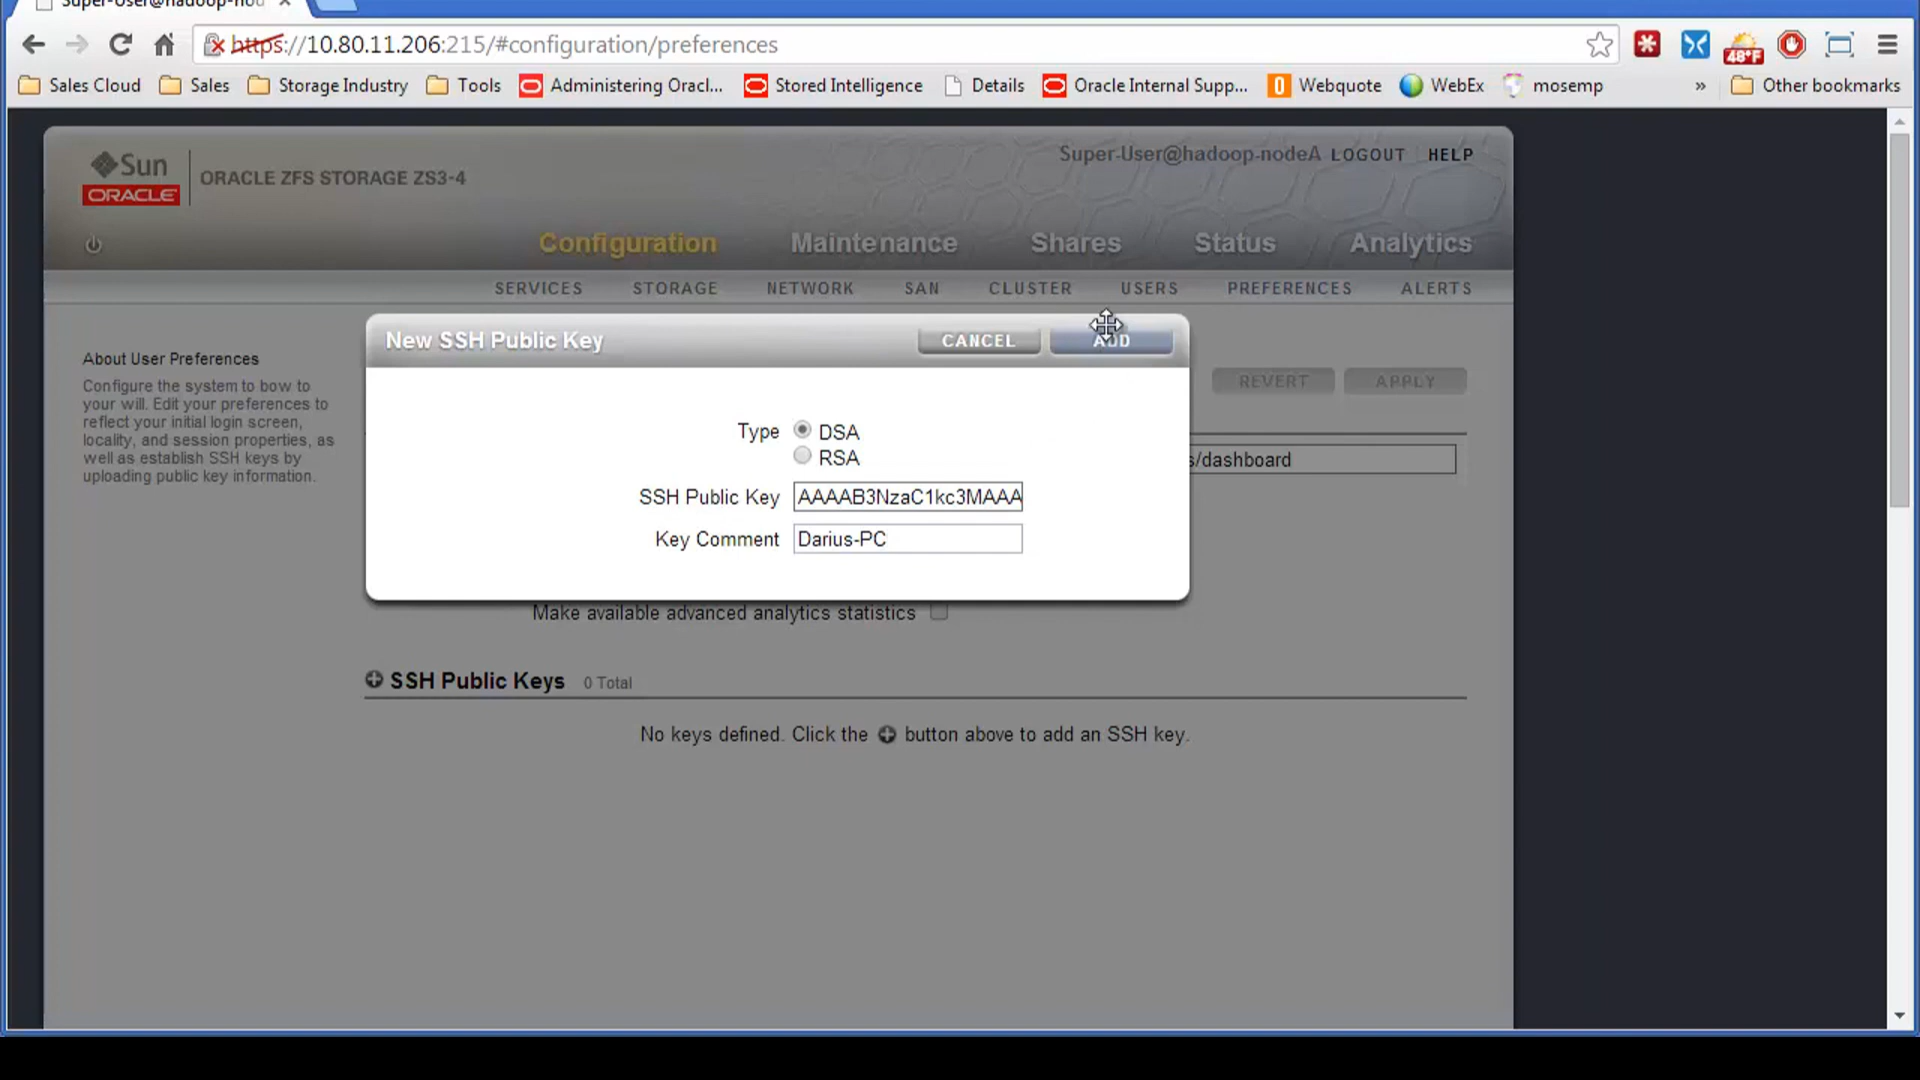 Super-User@hadoop-nod
https://10.80.11.206:215/#configuration/preferences
48°F
Sales Cloud Sales Storage Industry Tools Administering Oracl... Stored Intelligence Details Oracle Internal Supp... Webquote WebEx mosemp » Other bookmarks
Super-User@hadoop-nodeA LOGOUT HELP
Sun
ORACLE
ORACLE ZFS STORAGE ZS3-4
Configuration Maintenance Shares Status Analytics
SERVICES STORAGE NETWORK SAN CLUSTER USERS PREFERENCES ALERTS
New SSH Public Key CANCEL ADD
About User Preferences
Configure the system to bow to
your will. Edit your preferences to
reflect your initial login screen,
locality, and session properties, as
well as establish SSH keys by
uploading public key information.
REVERT APPLY
Type DSA
RSA
s/dashboard
SSH Public Key AAAAB3NzaC1kc3MAAA
Key Comment Darius-PC
Make available advanced analytics statistics
SSH Public Keys 0 Total
No keys defined. Click the button above to add an SSH key.